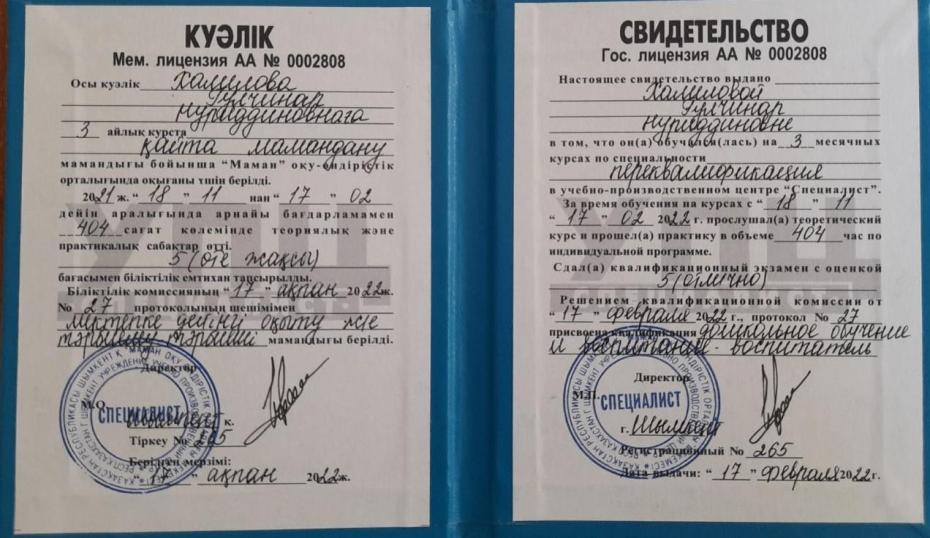 КУӘЛІК
Мем. лицензия АА № 0002808
Осы куәлік Халилова
Гулчинар
Нуриддиновнаға
3 айлық курста
қайта мамандану
мамандығы бойынша “Маман” оқу-өндірістік
орталығында оқығаны үшін берілді.
2021 ж. “ 18 ” 11 нан “ 17 ” 02
дейін аралығында арнайы бағдарламамен
404 сағат көлемінде теориялық және
практикалық сабақтар өтті.
5 (өте жақсы)
бағасымен біліктілік емтихан тапсырылды.
Біліктілік комиссияның “ 17 ” ақпан 2022ж.
№ 27 протоколының шешімімен
мектепке дейінгі оқыту және
тәрбиелеу тәрбиеші мамандығы берілді.
Директор
М.О.
СПЕЦИАЛИСТ
Шымкент қ.
Тіркеу № 265
Берілген мерзімі:
“ 17 ” ақпан 2022ж.
СВИДЕТЕЛЬСТВО
Гос. лицензия АА № 0002808
Настоящее свидетельство выдано
Халиловой
Гулчинар
Нуриддиновне
в том, что он(а) обучался(лась) на 3 месячных
курсах по специальности
переквалификация
в учебно-производственном центре “Специалист”.
За время обучения на курсах с “ 18 ” 11
“ 17 ” 02 2022 г. прослушал(а) теоретический
курс и прошел(а) практику в объеме 404 час по
индивидуальной программе.
Сдал(а) квалификационный экзамен с оценкой
5 (отлично)
Решением квалификационной комиссии от
“ 17 ” февраля 2022 г., протокол № 27
присвоена квалификация дошкольное обучение
и воспитание- воспитатель
Директор
М.П.
СПЕЦИАЛИСТ
г. Шымкент
Регистрационный № 265
Дата выдачи: “ 17 ” февраля 2022г.